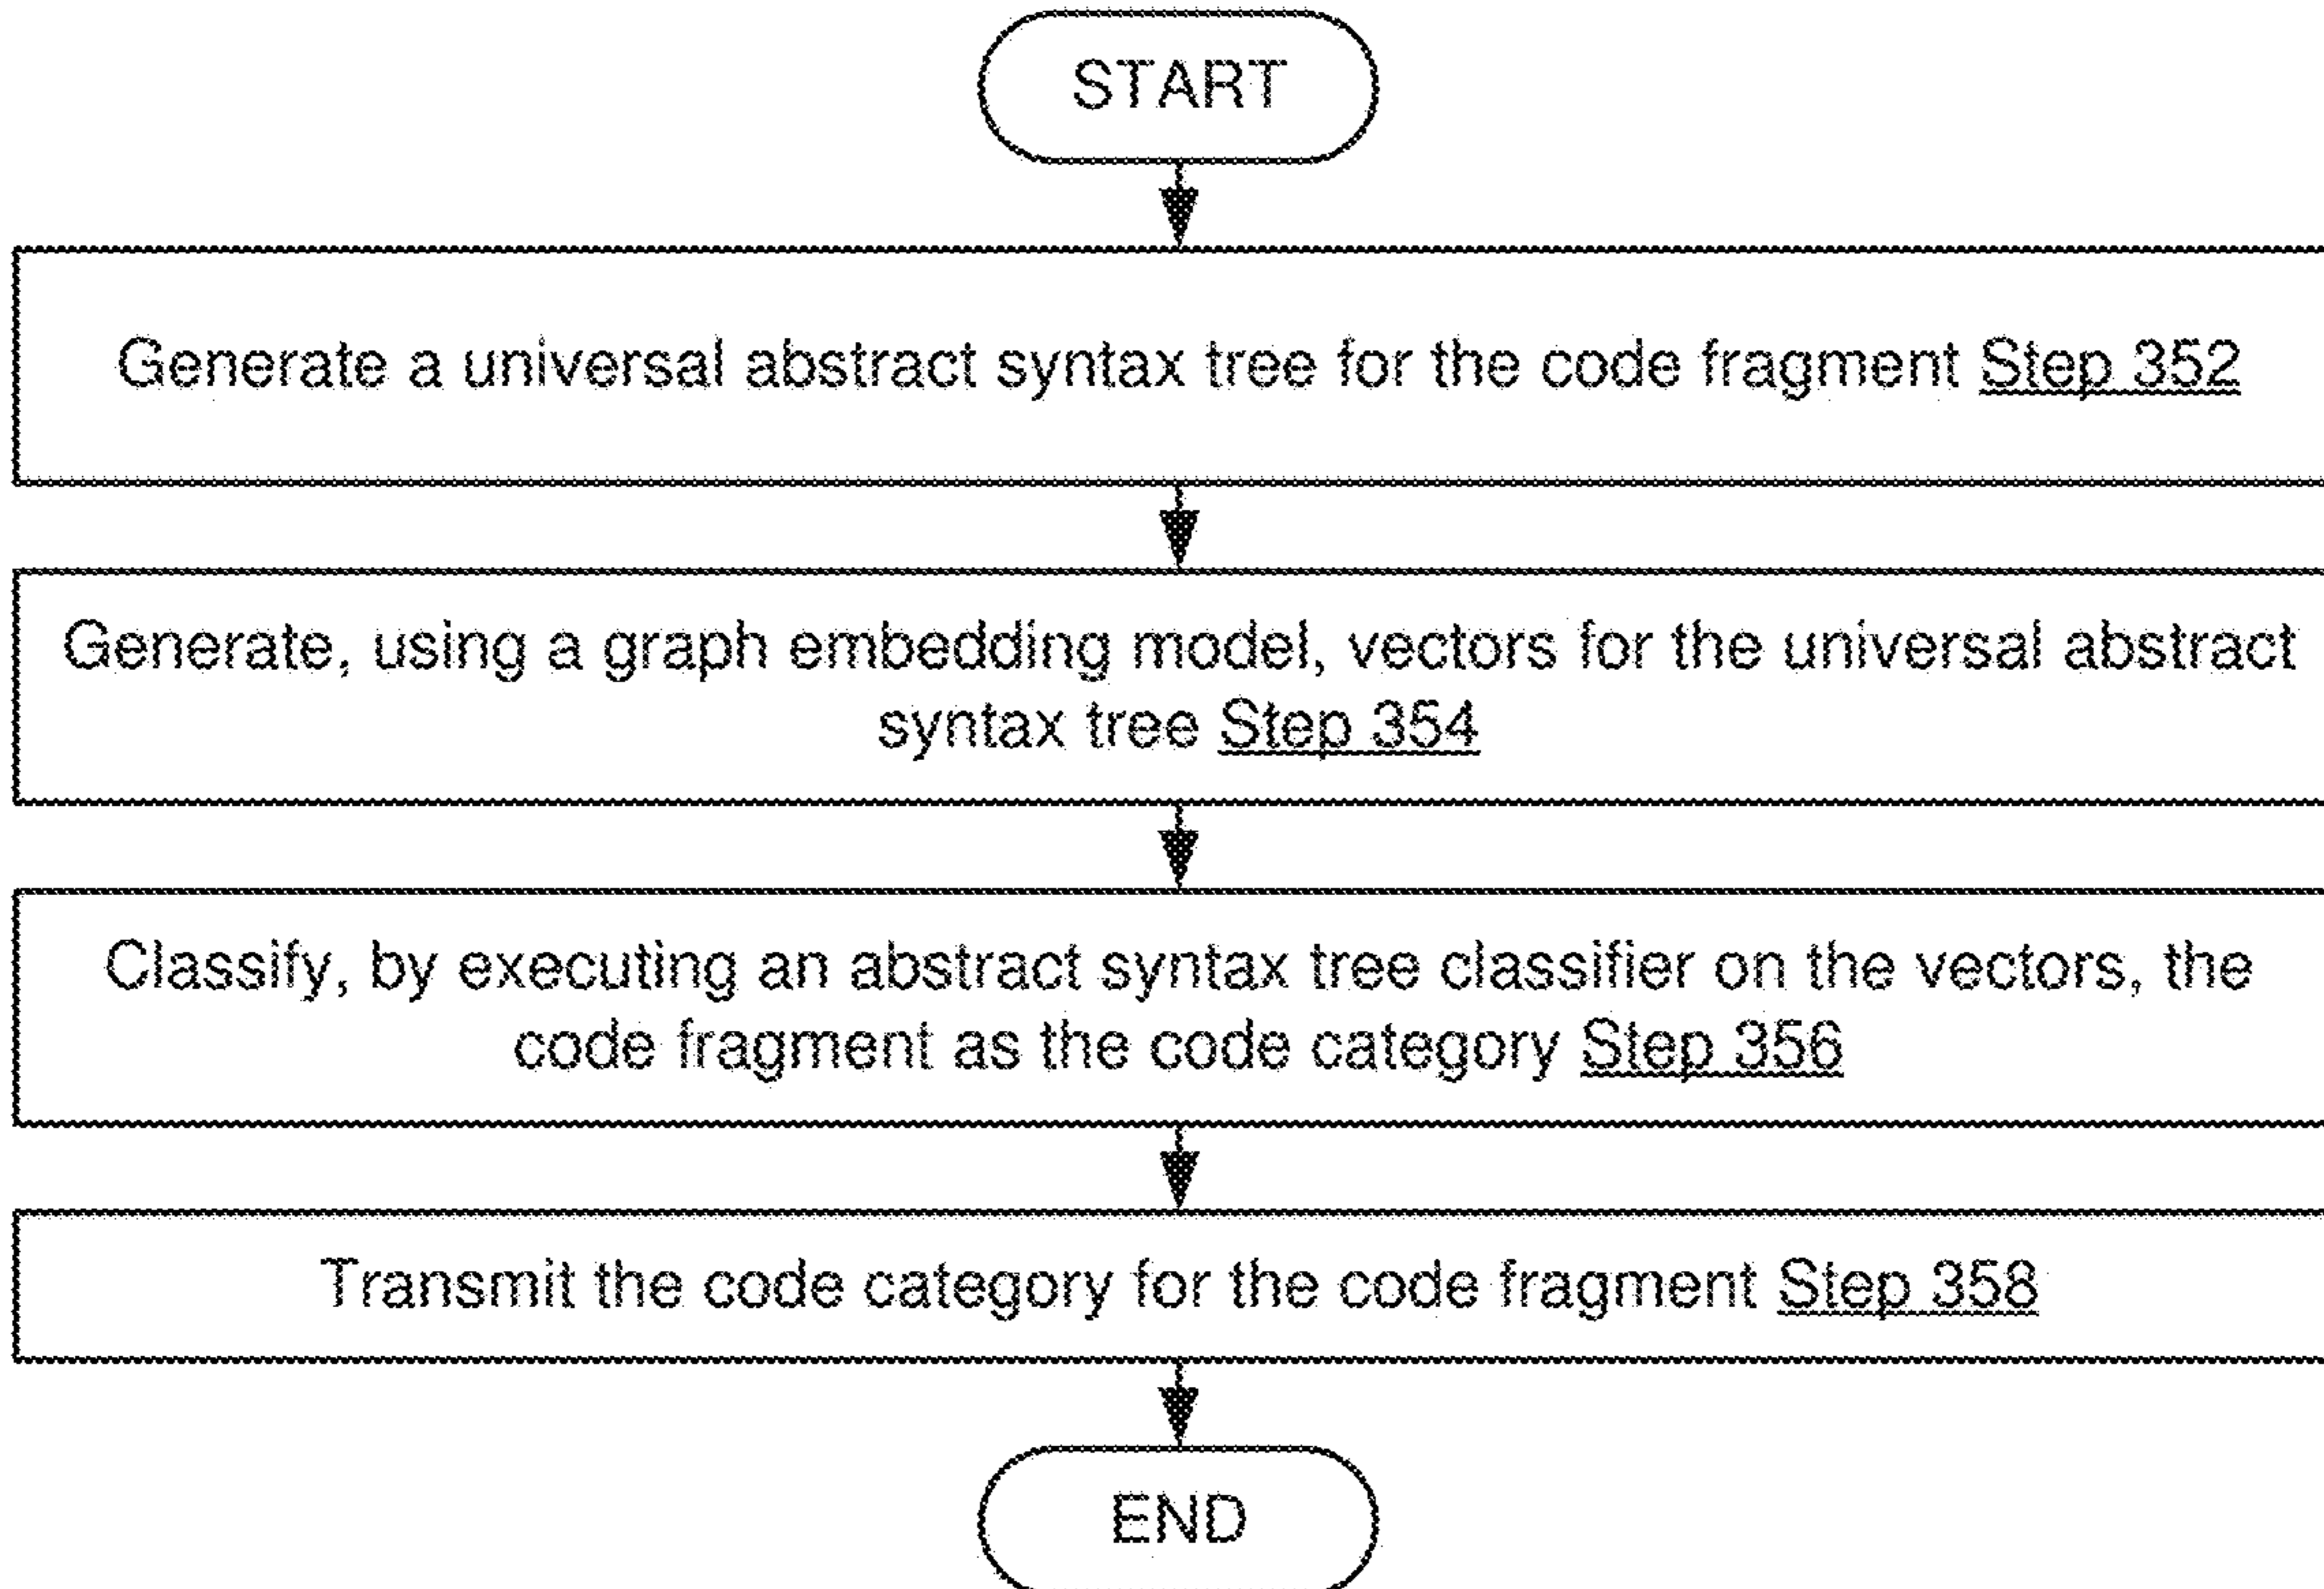 START
Generate a universal abstract syntax tree for the code fragment Step 352
Generate, using a graph embedding model, vectors for the universal abstract
syntax tree Step 354
Classify, by executing an abstract syntax tree classifier on the vectors, the
code fragment as the code category Step 356
Transmit the code category for the code fragment Step 358
END